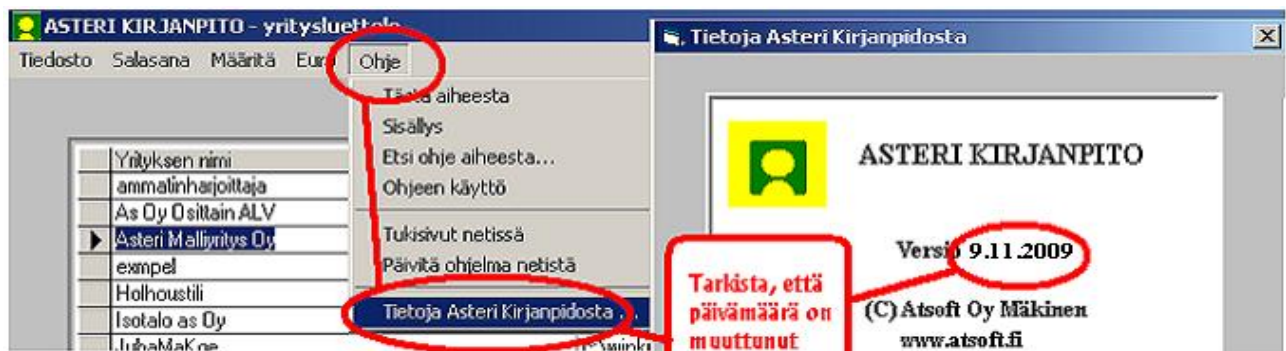 ASTERI KIRJANPITO - yritysluettelo
Tiedosto Salasana Määritä Euro Ohje
Tästä aiheesta
Sisällys
Etsi ohje aiheesta...
Ohjeen käyttö
Tukisivut netissä
Päivitä ohjelma netistä
Tietoja Asteri Kirjanpidosta ...
Yrityksen nimi
ammatinharjoittaja
As Oy Osittain ALV
Asteri Malliyritys Oy
exmpel
Holhoustili
Isotalo as Oy
Tarkista, että
päivämäärä on
muuttunut
Tietoja Asteri Kirjanpidosta
ASTERI KIRJANPITO
Versio 9.11.2009
(C) Atsoft Oy Mäkinen
www.atsoft.fi